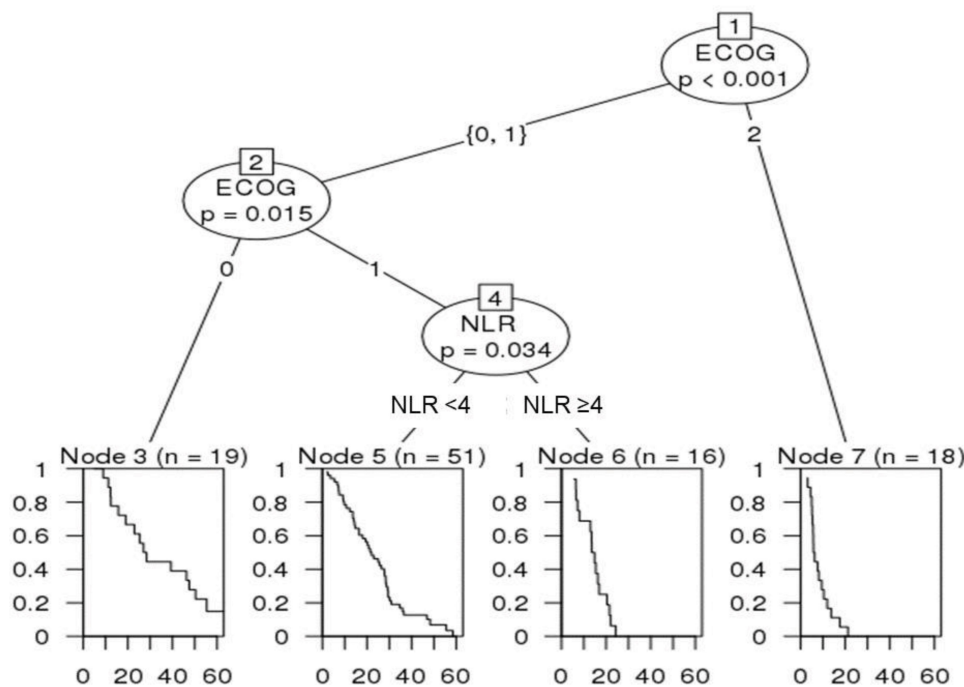 1
ECOG
p < 0.001
{0, 1}
2
2
ECOG
p = 0.015
0
1
4
NLR
p = 0.034
NLR <4
NLR ≥4
Node 3 (n = 19)
Node 5 (n = 51)
Node 6 (n = 16)
Node 7 (n = 18)
1
0.8
0.6
0.4
0.2
0
0 20 40 60
1
0.8
0.6
0.4
0.2
0
0 20 40 60
1
0.8
0.6
0.4
0.2
0
0 20 40 60
1
0.8
0.6
0.4
0.2
0
0 20 40 60